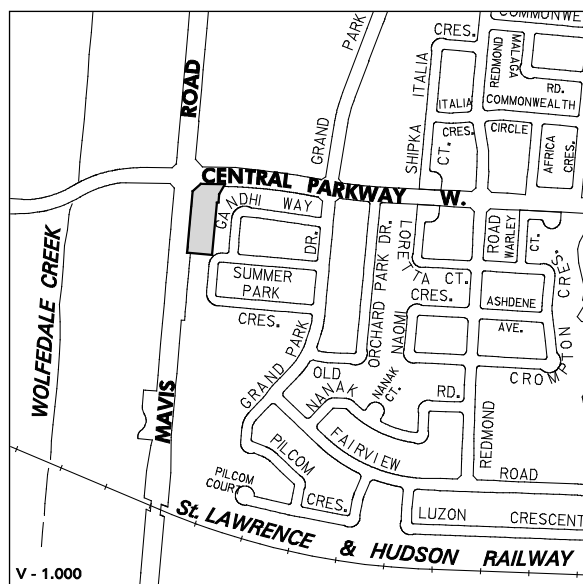 COMMONWE
CRES.
PARK
ITALIA
REDMOND
MALAGA
RD.
ROAD
ITALIA
COMMONWEALTH
GRAND
SHIPKA
CRES.
CIRCLE
CT.
AFRICA
CRES.
CENTRAL PARKWAY W.
GANDHI WAY
DR.
ORCHARD PARK DR.
LORETTA CT.
ROAD
WARLEY
CT.
WOLFEDALE CREEK
SUMMER
PARK
CRES.
CRES.
NAOMI
ASHDENE
AVE.
CROMPTON CRES.
GRAND PARK
OLD
NANAK
NANAK
CT.
RD.
MAVIS
FAIRVIEW
REDMOND
ROAD
PILCOM
CRES.
PILCOM
COURT
LUZON CRESCENT
St. LAWRENCE & HUDSON RAILWAY
V - 1.000